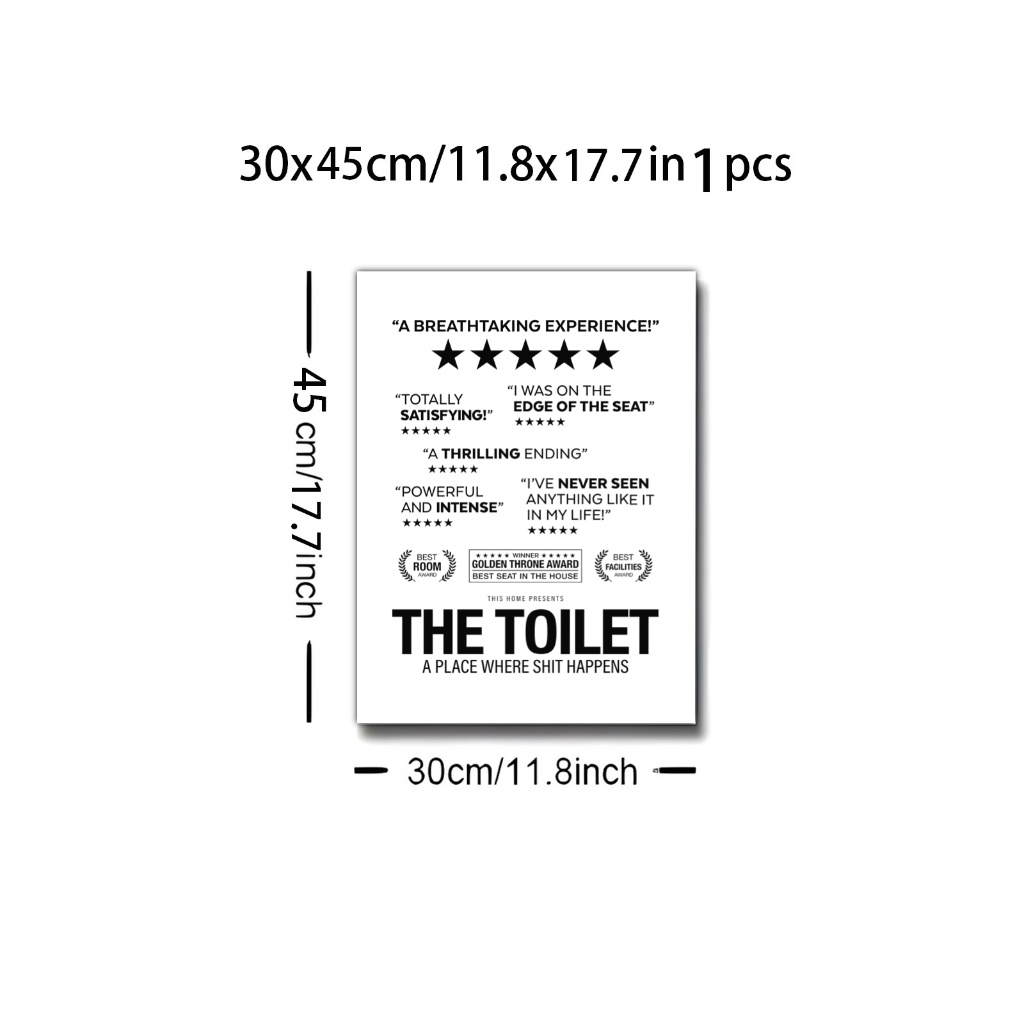 30x45cm/11.8x17.7in1pcs
45cm/17.7inch
“A BREATHTAKING EXPERIENCE!”
★★★★★
“TOTALLY
SATISFYING!”
★★★★★
“I WAS ON THE
EDGE OF THE SEAT”
★★★★★
“A THRILLING ENDING”
★★★★★
“POWERFUL
AND INTENSE”
★★★★★
“I’VE NEVER SEEN
ANYTHING LIKE IT
IN MY LIFE!”
★★★★★
BEST
ROOM
AWARD
★★★★★ WINNER ★★★★★
GOLDEN THRONE AWARD
BEST SEAT IN THE HOUSE
BEST
FACILITIES
AWARD
THIS HOME PRESENTS
THE TOILET
A PLACE WHERE SHIT HAPPENS
30cm/11.8inch